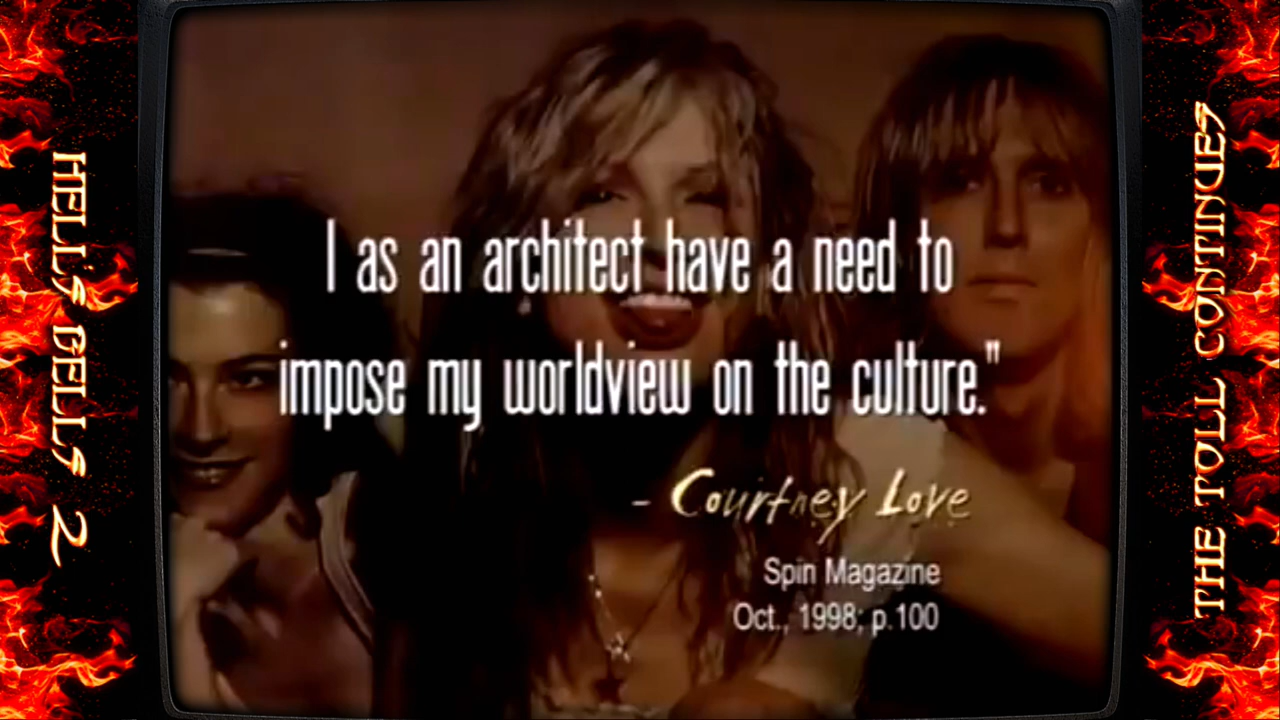 HELL'S BELLS 2
I as an architect have a need to
impose my worldview on the culture."
- Courtney Love
Spin Magazine
Oct., 1998; p.100
THE TOLL CONTINUES